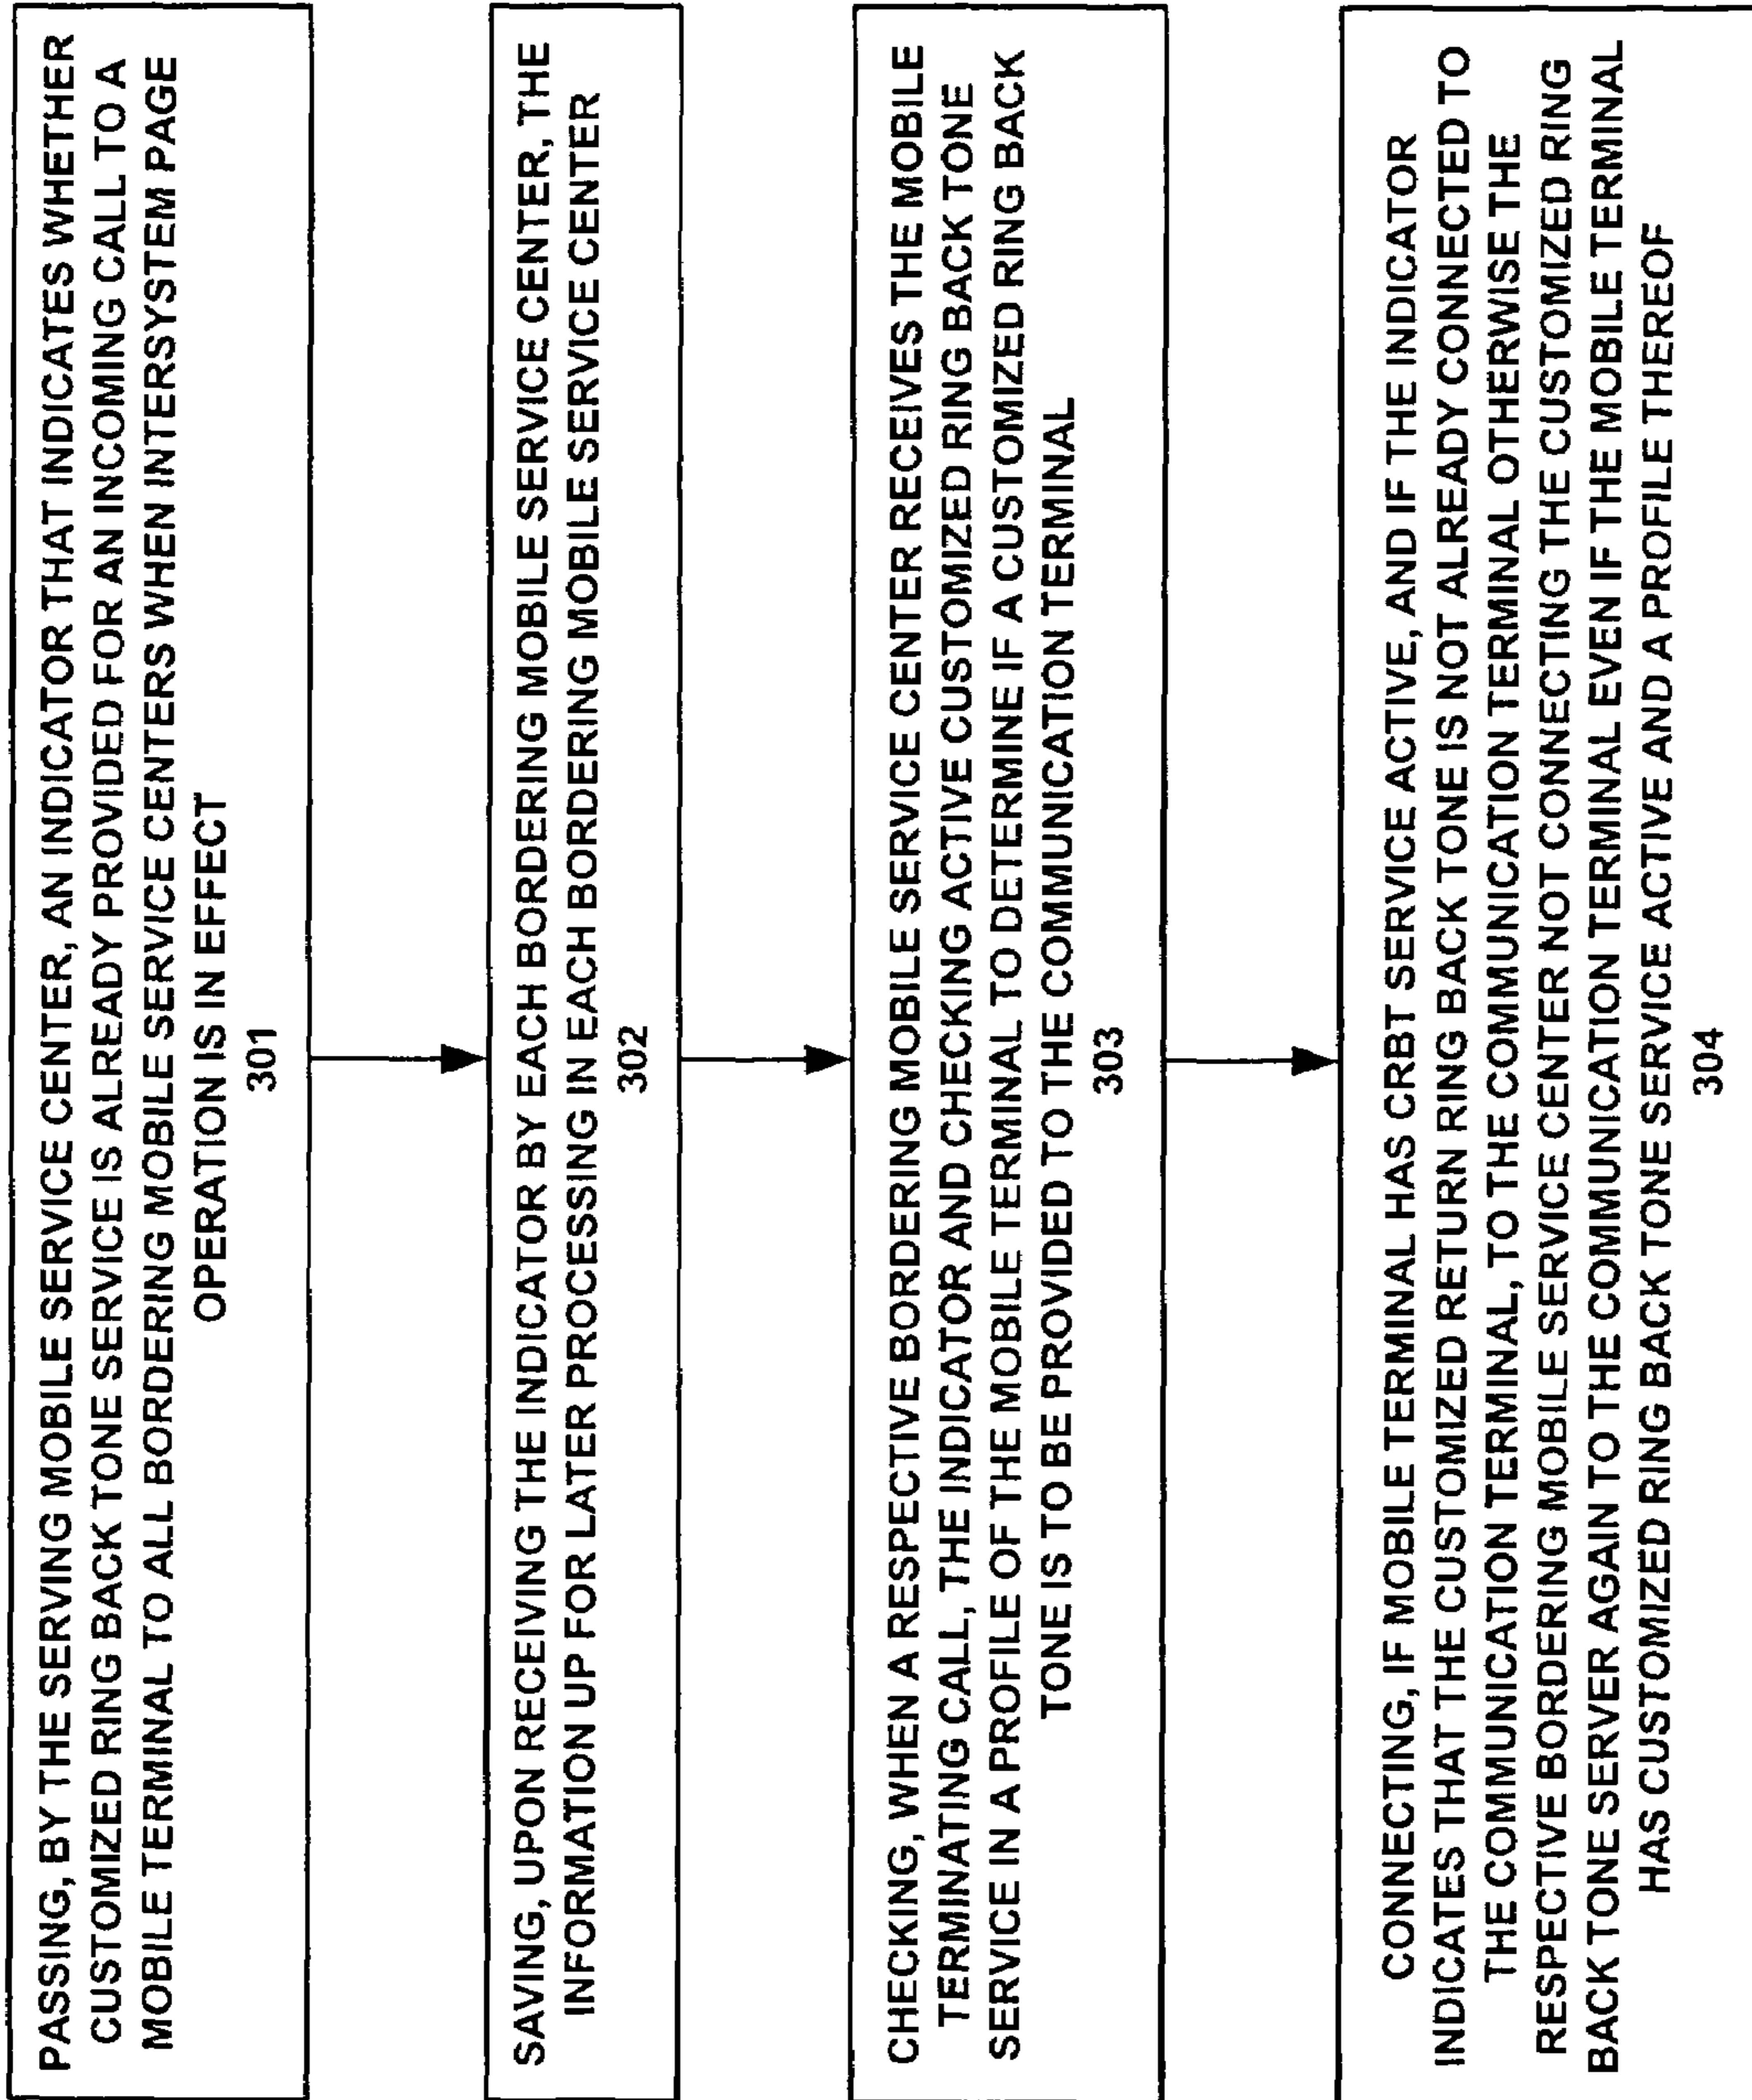 PASSING, BY THE SERVING MOBILE SERVICE CENTER, AN INDICATOR THAT INDICATES WHETHER
CUSTOMIZED RING BACK TONE SERVICE IS ALREADY PROVIDED FOR AN INCOMING CALL TO A
MOBILE TERMINAL TO ALL BORDERING MOBILE SERVICE CENTERS WHEN INTERSYSTEM PAGE
OPERATION IS IN EFFECT
301
SAVING, UPON RECEIVING THE INDICATOR BY EACH BORDERING MOBILE SERVICE CENTER, THE
INFORMATION UP FOR LATER PROCESSING IN EACH BORDERING MOBILE SERVICE CENTER
302
CHECKING, WHEN A RESPECTIVE BORDERING MOBILE SERVICE CENTER RECEIVES THE MOBILE
TERMINATING CALL, THE INDICATOR AND CHECKING ACTIVE CUSTOMIZED RING BACK TONE
SERVICE IN A PROFILE OF THE MOBILE TERMINAL TO DETERMINE IF A CUSTOMIZED RING BACK
TONE IS TO BE PROVIDED TO THE COMMUNICATION TERMINAL
303
CONNECTING, IF MOBILE TERMINAL HAS CRBT SERVICE ACTIVE, AND IF THE INDICATOR
INDICATES THAT THE CUSTOMIZED RETURN RING BACK TONE IS NOT ALREADY CONNECTED TO
THE COMMUNICATION TERMINAL, TO THE COMMUNICATION TERMINAL OTHERWISE THE
RESPECTIVE BORDERING MOBILE SERVICE CENTER NOT CONNECTING THE CUSTOMIZED RING
BACK TONE SERVER AGAIN TO THE COMMUNICATION TERMINAL EVEN IF THE MOBILE TERMINAL
HAS CUSTOMIZED RING BACK TONE SERVICE ACTIVE AND A PROFILE THEREOF
304